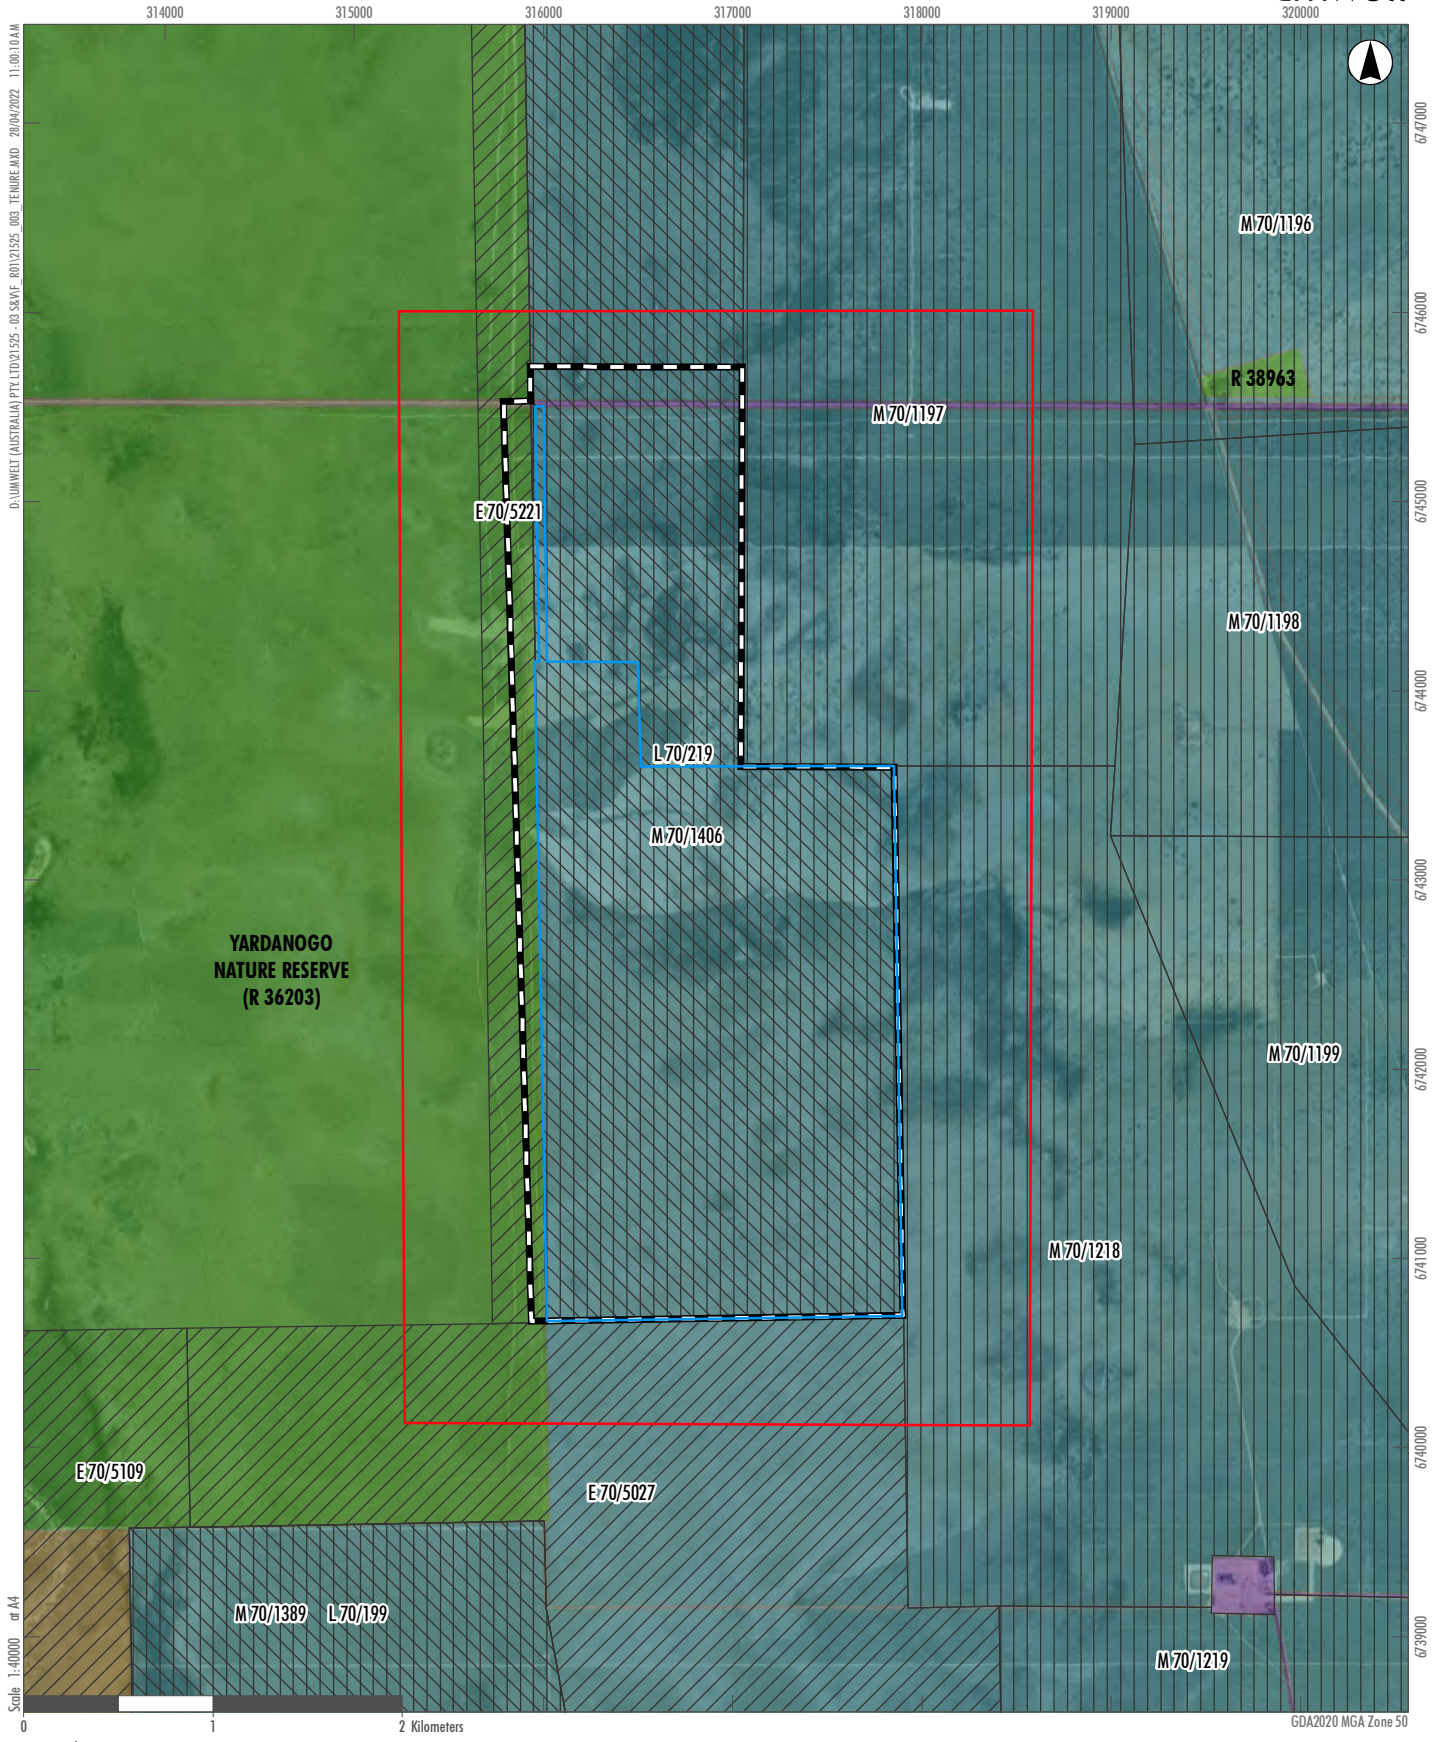 314000
315000
316000
317000
318000
319000
320000
D:\UMWELT (AUSTRALIA) PTY. LTD\21525 - 03 S&V\F_R01\21525_003_TENURE.MXD 28/04/2022 11:00:10 AM
6747000
M 70/1196
6746000
R 38963
M 70/1197
E 70/5221
6745000
M 70/1198
6744000
L 70/219
M 70/1406
6743000
YARDANOGO
NATURE RESERVE
(R 36203)
M 70/1199
6742000
M 70/1218
6741000
E 70/5109
E 70/5027
6740000
M 70/1389 L 70/199
M 70/1219
6739000
Scale 1:40000 at A4
0
1
2 Kilometers
GDA2020 MGA Zone 50